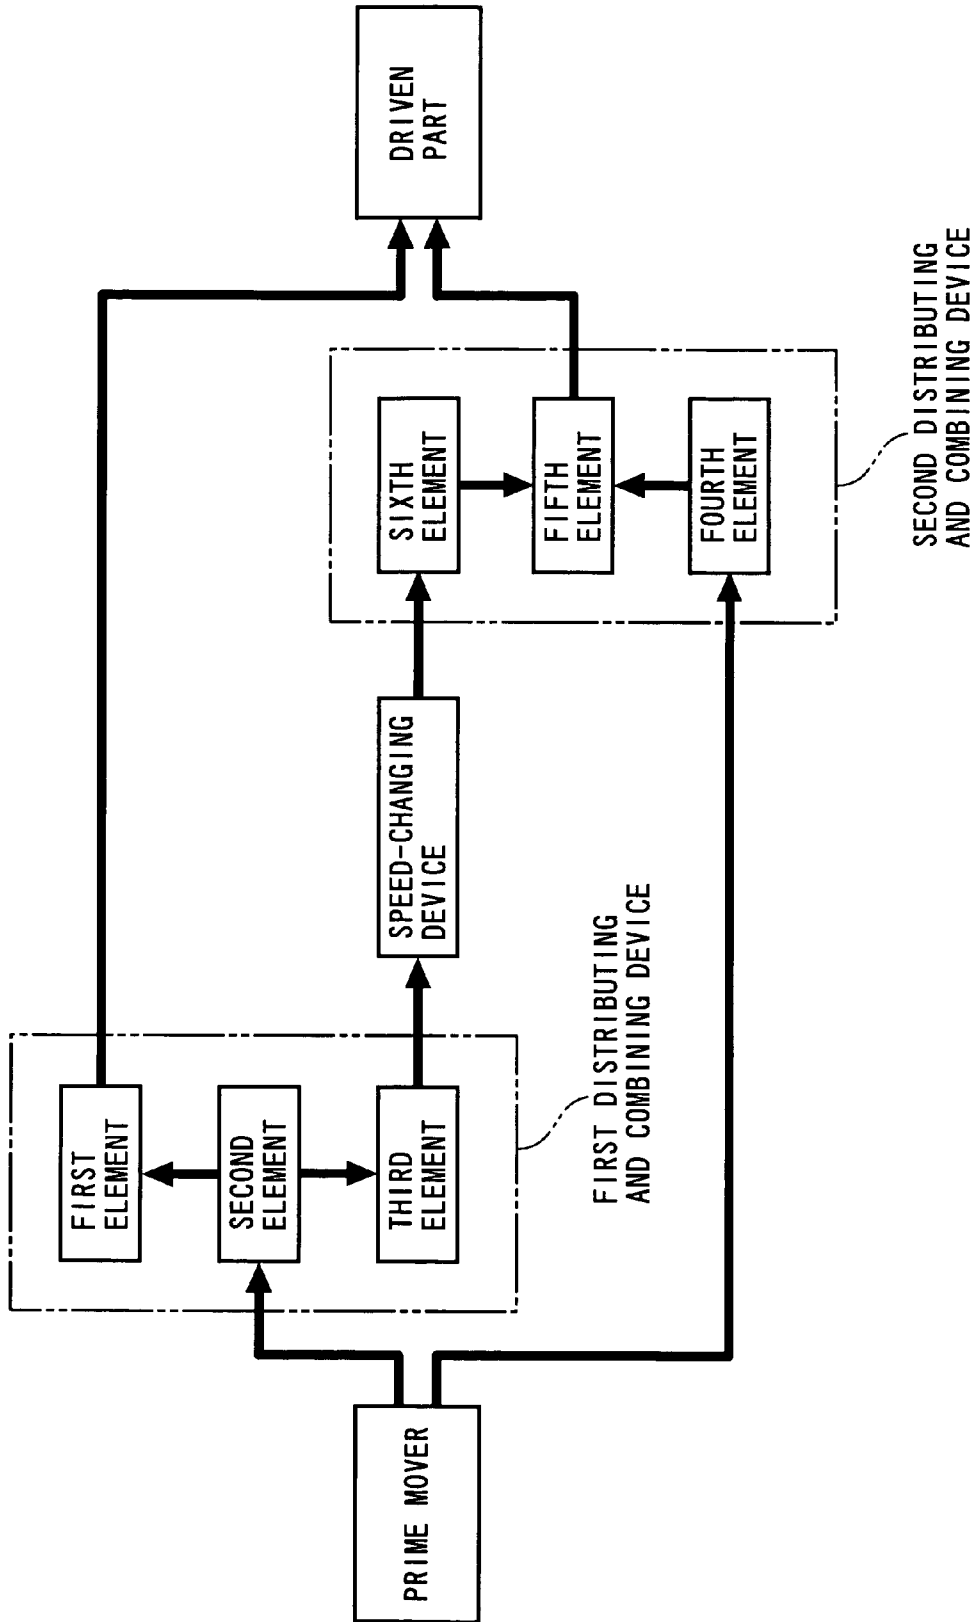 PRIME MOVER
FIRST
ELEMENT
SECOND
ELEMENT
THIRD
ELEMENT
FIRST DISTRIBUTING
AND COMBINING DEVICE
SPEED-CHANGING
DEVICE
SIXTH
ELEMENT
FIFTH
ELEMENT
FOURTH
ELEMENT
SECOND DISTRIBUTING
AND COMBINING DEVICE
DRIVEN
PART